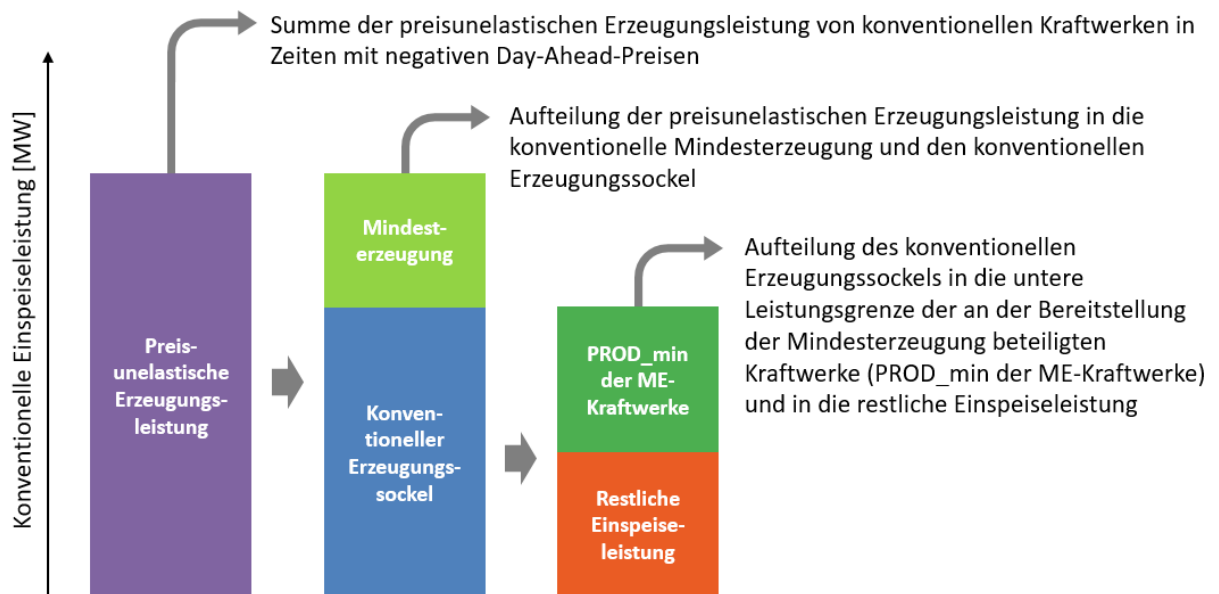 Summe der preisunelastischen Erzeugungsleistung von konventionellen Kraftwerken in
Zeiten mit negativen Day-Ahead-Preisen
Konventionelle Einspeiseleistung [MW]
Aufteilung der preisunelastischen Erzeugungsleistung in die
konventionelle Mindesterzeugung und den konventionellen
Erzeugungssockel
Aufteilung des konventionellen
Erzeugungssockels in die untere
Leistungsgrenze der an der Bereitstellung
der Mindesterzeugung beteiligten
Kraftwerke (PROD_min der ME-Kraftwerke)
und in die restliche Einspeiseleistung
Preis-
unelastische
Erzeugungs-
leistung
Mindest-
erzeugung
Konven-
tioneller
Erzeugungs-
sockel
PROD_min
der ME-
Kraftwerke
Restliche
Einspeise-
leistung